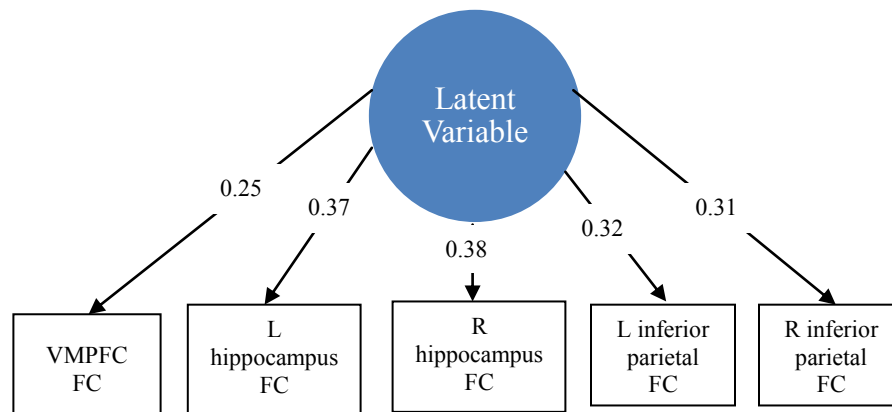 Latent
Variable
0.25
0.37
0.38
0.32
0.31
VMPFC
FC
L
hippocampus
FC
R
hippocampus
FC
L inferior
parietal
FC
R inferior
parietal
FC